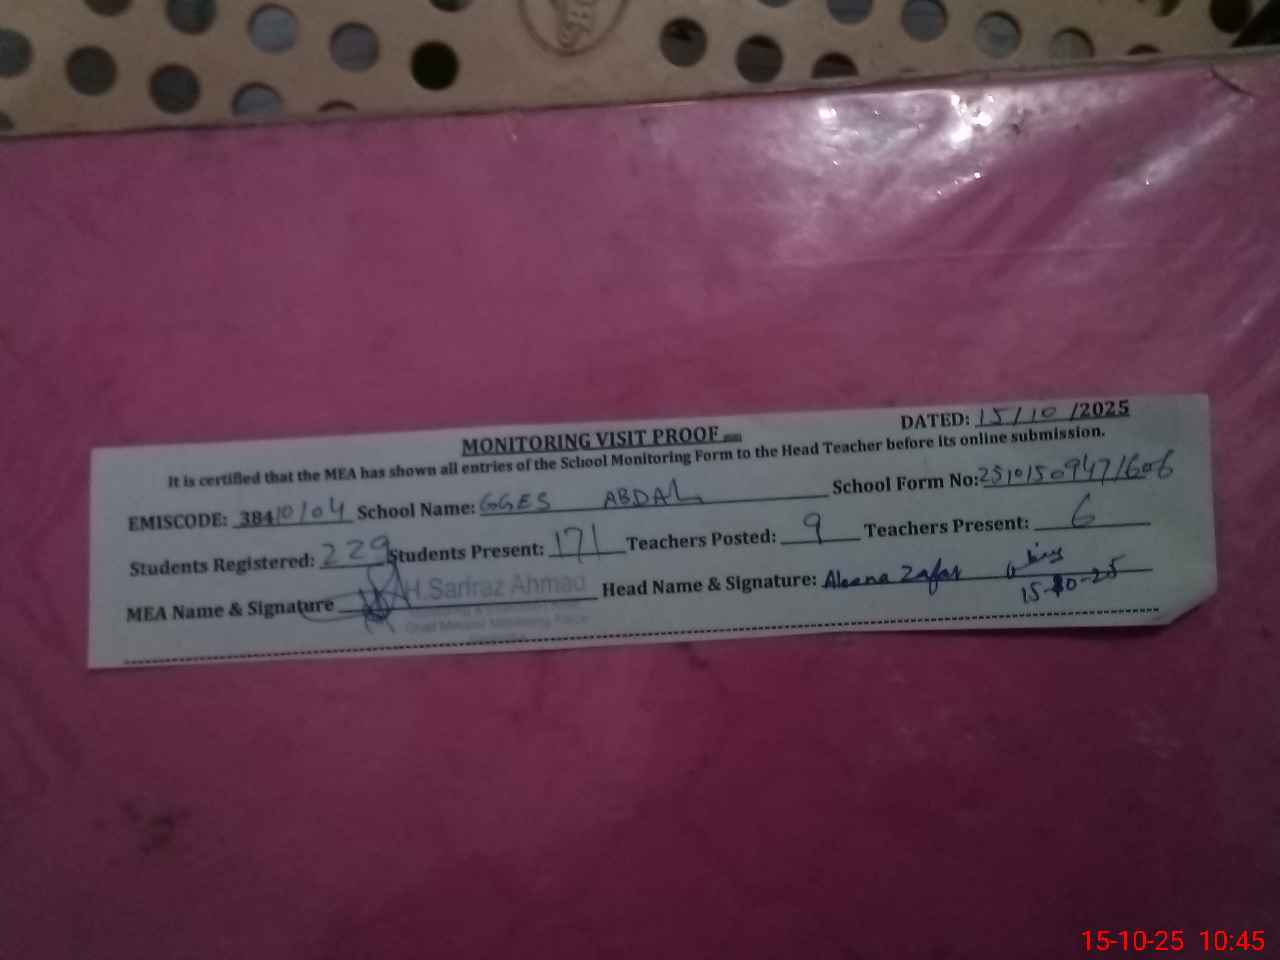 DATED: 15/10/2025
MONITORING VISIT PROOF
It is certified that the MEA has shown all entries of the School Monitoring Form to the Head Teacher before its online submission.
EMISCODE: 38410104 School Name: GGES ABDAL School Form No: 25101509471606
Students Registered: 229 Students Present: 171 Teachers Posted: 9 Teachers Present: 6
MEA Name & Signature H.Sarfraz Ahmad Head Name & Signature: Aleena Zafar
15-10-25
15-10-25 10:45